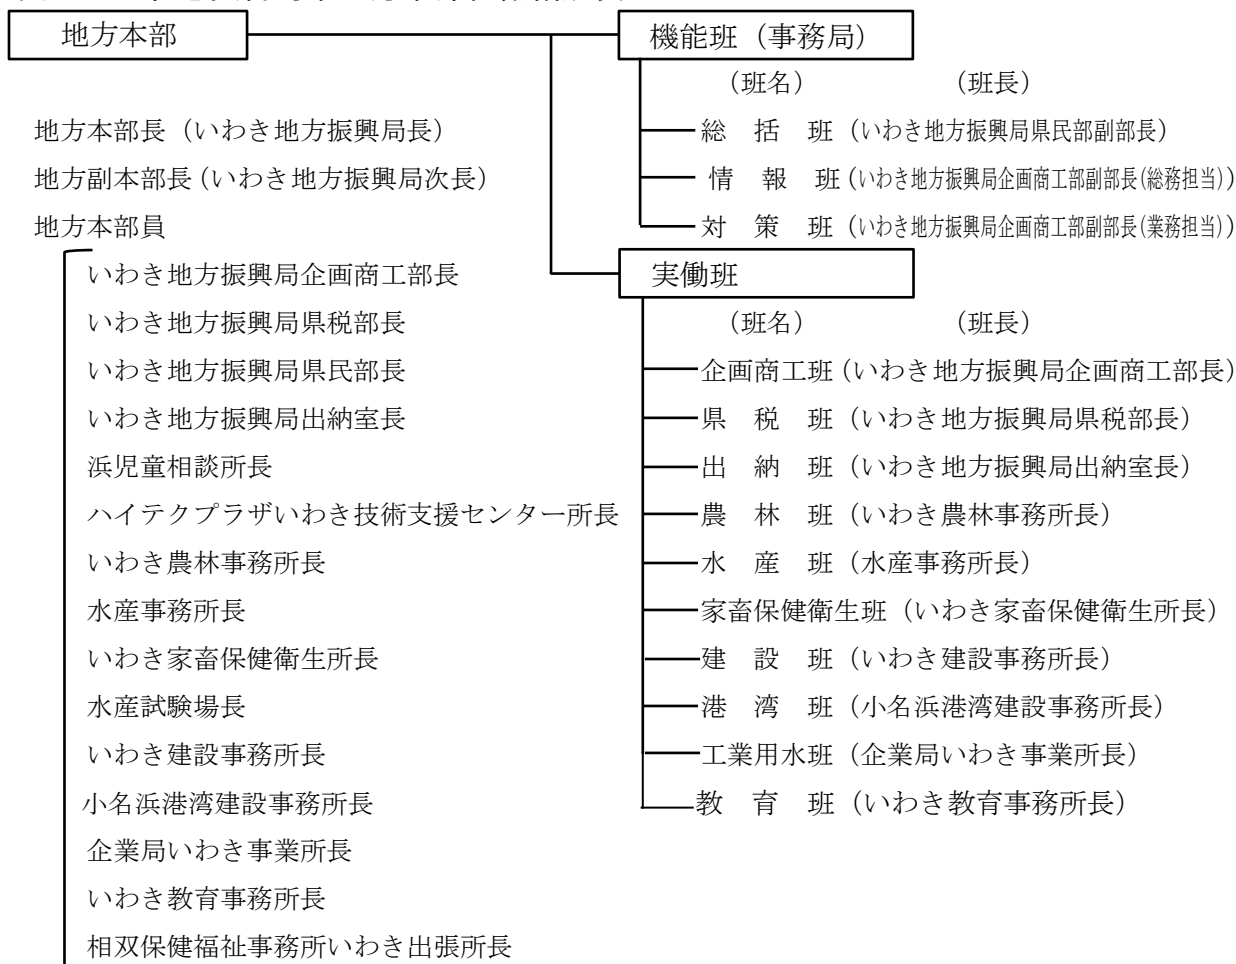 地方本部
地方本部長（いわき地方振興局長）
地方副本部長（いわき地方振興局次長）
地方本部員
いわき地方振興局企画商工部長
いわき地方振興局県税部長
いわき地方振興局県民部長
いわき地方振興局出納室長
浜児童相談所長
ハイテクプラザいわき技術支援センター所長
いわき農林事務所長
水産事務所長
いわき家畜保健衛生所長
水産試験場長
いわき建設事務所長
小名浜港湾建設事務所長
企業局いわき事業所長
いわき教育事務所長
相双保健福祉事務所いわき出張所長
機能班（事務局）
（班名）　（班長）
総　括　班（いわき地方振興局県民部副部長）
情　報　班（いわき地方振興局企画商工部副部長（総務担当））
対　策　班（いわき地方振興局企画商工部副部長（業務担当））
実働班
（班名）　（班長）
企画商工班（いわき地方振興局企画商工部長）
県　税　班（いわき地方振興局県税部長）
出　納　班（いわき地方振興局出納室長）
農　林　班（いわき農林事務所長）
水　産　班（水産事務所長）
家畜保健衛生班（いわき家畜保健衛生所長）
建　設　班（いわき建設事務所長）
港　湾　班（小名浜港湾建設事務所長）
工業用水班（企業局いわき事業所長）
教　育　班（いわき教育事務所長）